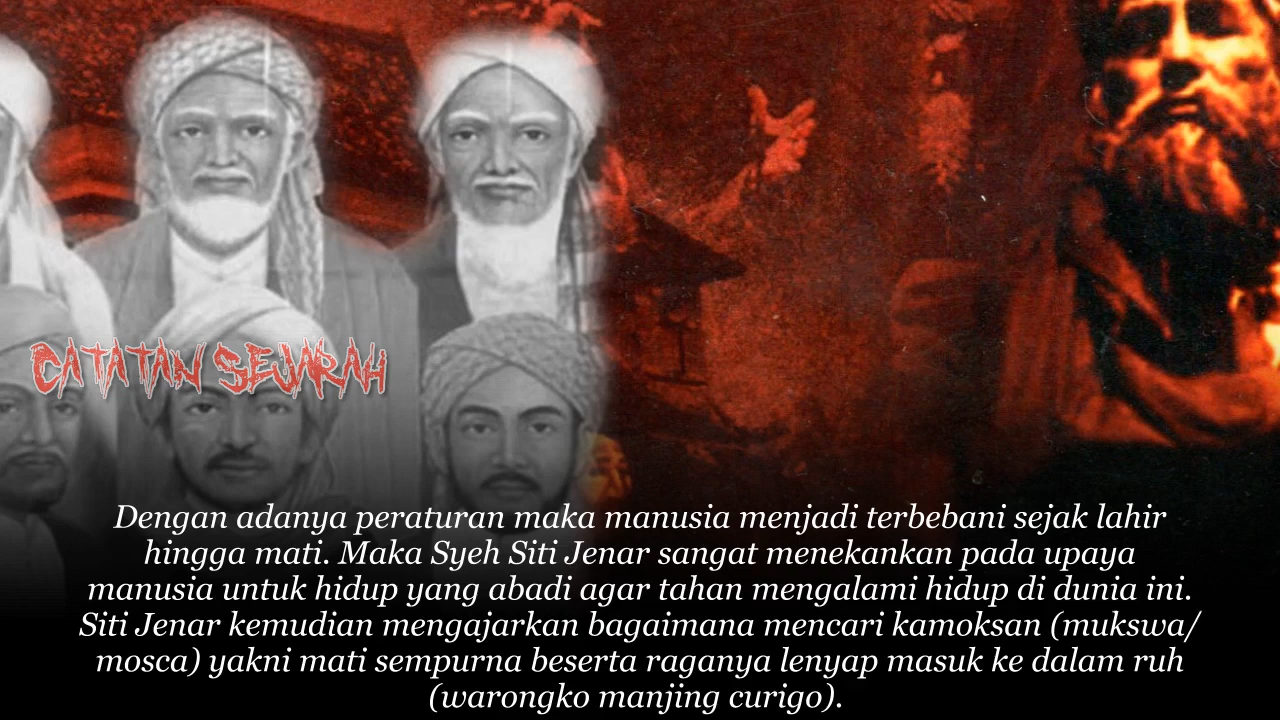 CATATAN SEJARAH
Dengan adanya peraturan maka manusia menjadi terbebani sejak lahir
hingga mati. Maka Syeh Siti Jenar sangat menekankan pada upaya
manusia untuk hidup yang abadi agar tahan mengalami hidup di dunia ini.
Siti Jenar kemudian mengajarkan bagaimana mencari kamoksan (mukswa/
mosca) yakni mati sempurna beserta raganya lenyap masuk ke dalam ruh
(warongko manjing curigo).